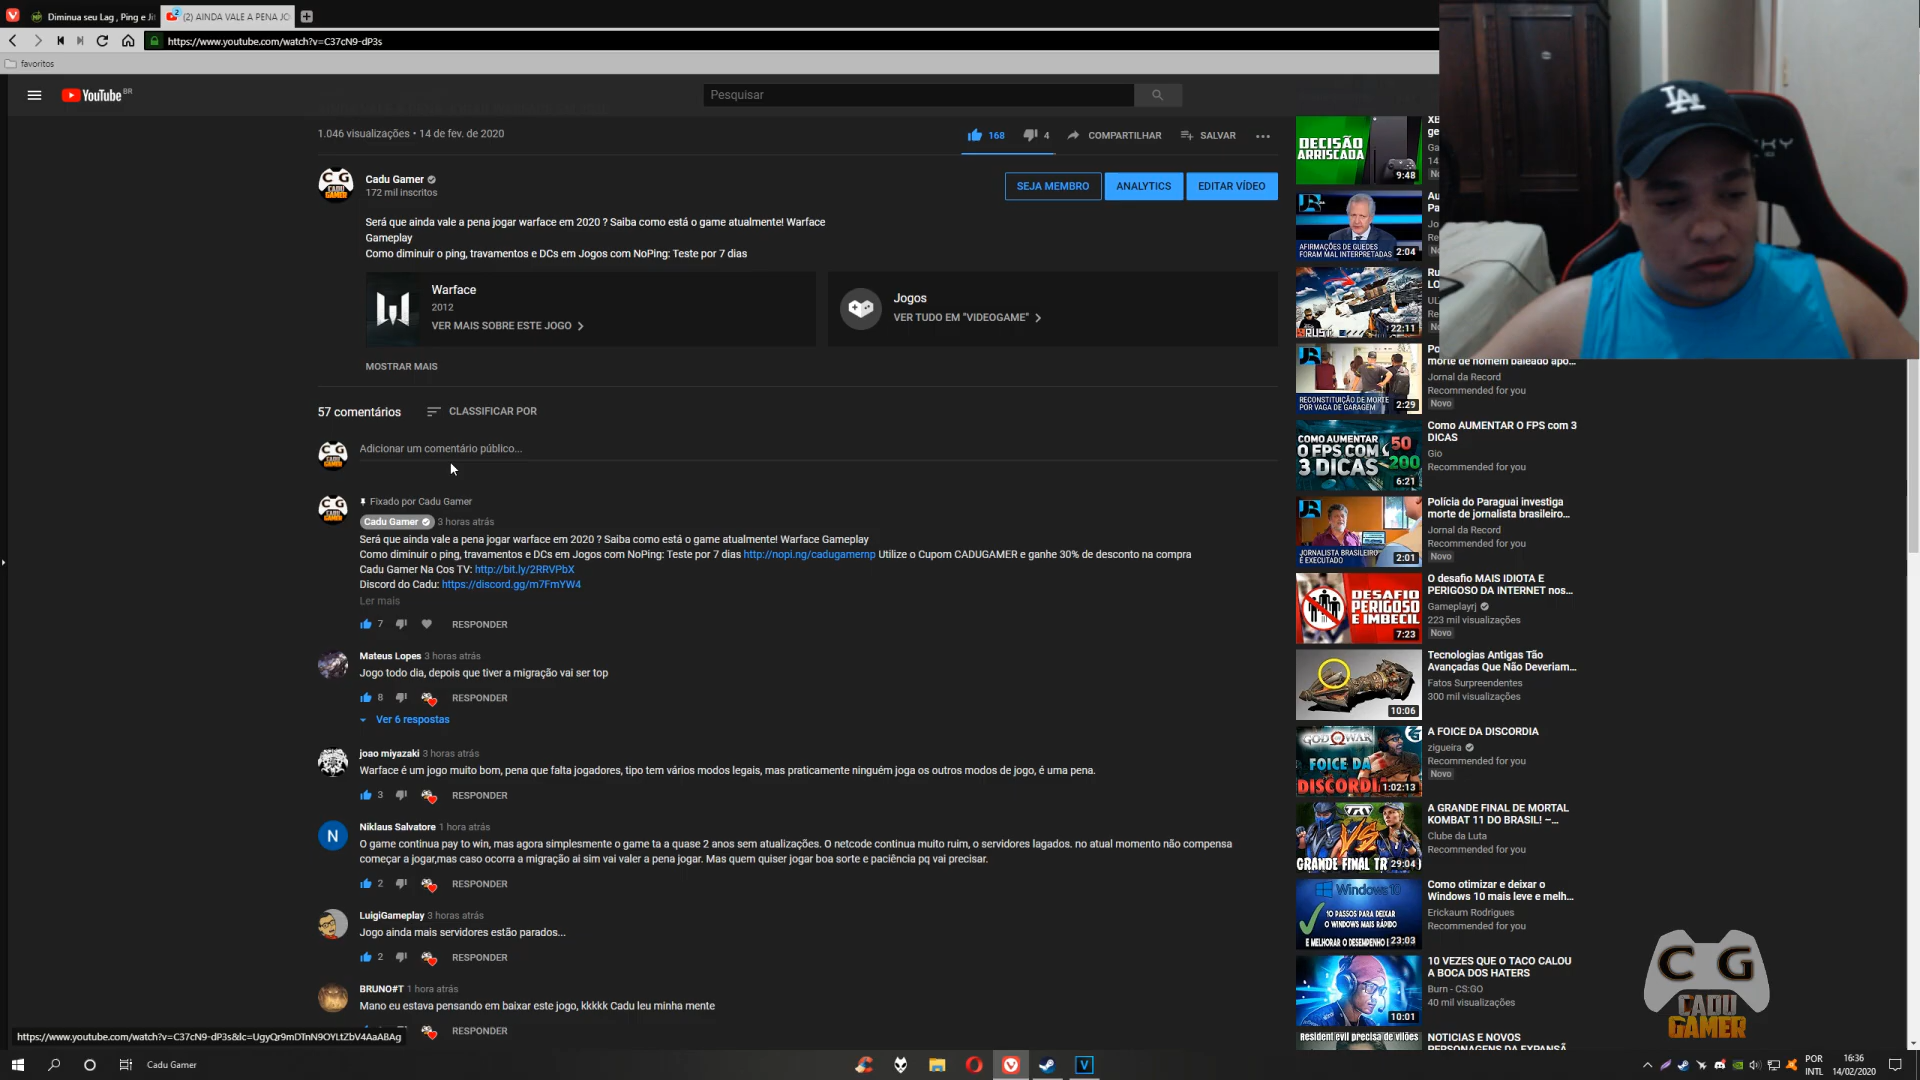 Diminua seu Lag , Ping e Ji
(2) AINDA VALE A PENA JO
https://www.youtube.com/watch?v=C37cN9-dP3s
favoritos
YouTube BR
Pesquisar
1.046 visualizações • 14 de fev. de 2020
168
4
COMPARTILHAR
SALVAR
Cadu Gamer
172 mil inscritos
SEJA MEMBRO
ANALYTICS
EDITAR VÍDEO
Será que ainda vale a pena jogar warface em 2020 ? Saiba como está o game atualmente! Warface
Gameplay
Como diminuir o ping, travamentos e DCs em Jogos com NoPing: Teste por 7 dias
Warface
2012
VER MAIS SOBRE ESTE JOGO
Jogos
VER TUDO EM "VIDEOGAME"
MOSTRAR MAIS
57 comentários
CLASSIFICAR POR
Adicionar um comentário público...
Fixado por Cadu Gamer
Cadu Gamer 3 horas atrás
Será que ainda vale a pena jogar warface em 2020 ? Saiba como está o game atualmente! Warface Gameplay
Como diminuir o ping, travamentos e DCs em Jogos com NoPing: Teste por 7 dias http://nopi.ng/cadugamernp Utilize o Cupom CADUGAMER e ganhe 30% de desconto na compra
Cadu Gamer Na Cos TV: http://bit.ly/2RRVPbX
Discord do Cadu: https://discord.gg/m7FmYW4
Ler mais
7 RESPONDER
Mateus Lopes 3 horas atrás
Jogo todo dia, depois que tiver a migração vai ser top
8 RESPONDER
Ver 6 respostas
joao miyazaki 3 horas atrás
Warface é um jogo muito bom, pena que falta jogadores, tipo tem vários modos legais, mas praticamente ninguém joga os outros modos de jogo, é uma pena.
3 RESPONDER
N
Niklaus Salvatore 1 hora atrás
O game continua pay to win, mas agora simplesmente o game ta a quase 2 anos sem atualizações. O netcode continua muito ruim, o servidores lagados. no atual momento não compensa
começar a jogar,mas caso ocorra a migração ai sim vai valer a pena jogar. Mas quem quiser jogar boa sorte e paciência pq vai precisar.
2 RESPONDER
LuigiGameplay 3 horas atrás
Jogo ainda mais servidores estão parados...
2 RESPONDER
BRUNO#T 1 hora atrás
Mano eu estava pensando em baixar este jogo, kkkkk Cadu leu minha mente
RESPONDER
https://www.youtube.com/watch?v=C37cN9-dP3s&lc=UgyQr9mDTnN9OYLtZbV4AaABAg
DECISÃO
ARRISCADA
9:48
AFIRMAÇÕES DE GUEDES
FORAM MAL INTERPRETADAS
2:04
RUST
22:11
RECONSTITUIÇÃO DE MORTE
POR VAGA DE GARAGEM
2:29
morte de homem baleado apó...
Jornal da Record
Recommended for you
Novo
COMO AUMENTAR
O FPS COM
3 DICAS
50
200
6:21
Como AUMENTAR O FPS com 3
DICAS
Gio
Recommended for you
JORNALISTA BRASILEIRO
É EXECUTADO
2:01
Polícia do Paraguai investiga
morte de jornalista brasileiro...
Jornal da Record
Recommended for you
Novo
DESAFIO
PERIGOSO
E IMBECIL
7:23
O desafio MAIS IDIOTA E
PERIGOSO DA INTERNET nos...
Gameplayrj
223 mil visualizações
Novo
10:06
Tecnologias Antigas Tão
Avançadas Que Não Deveriam...
Fatos Surpreendentes
300 mil visualizações
GOD WAR
FOICE DA
DISCORDI
1:02:13
A FOICE DA DISCORDIA
zigueira
Recommended for you
Novo
VS
GRANDE FINAL TR
29:04
A GRANDE FINAL DE MORTAL
KOMBAT 11 DO BRASIL! –...
Clube da Luta
Recommended for you
Windows 10
10 PASSOS PARA DEIXAR
O WINDOWS MAIS RÁPIDO
E MELHORAR O DESEMPENHO
23:03
Como otimizar e deixar o
Windows 10 mais leve e melh...
Erickaum Rodrigues
Recommended for you
10:01
10 VEZES QUE O TACO CALOU
A BOCA DOS HATERS
Burn - CS:GO
40 mil visualizações
Resident evil precisa de vilões
NOTICIAS E NOVOS
PERSONAGENS DA EXPANSÃ
LA
C G
CADU
GAMER
Cadu Gamer
POR
INTL
16:36
14/02/2020